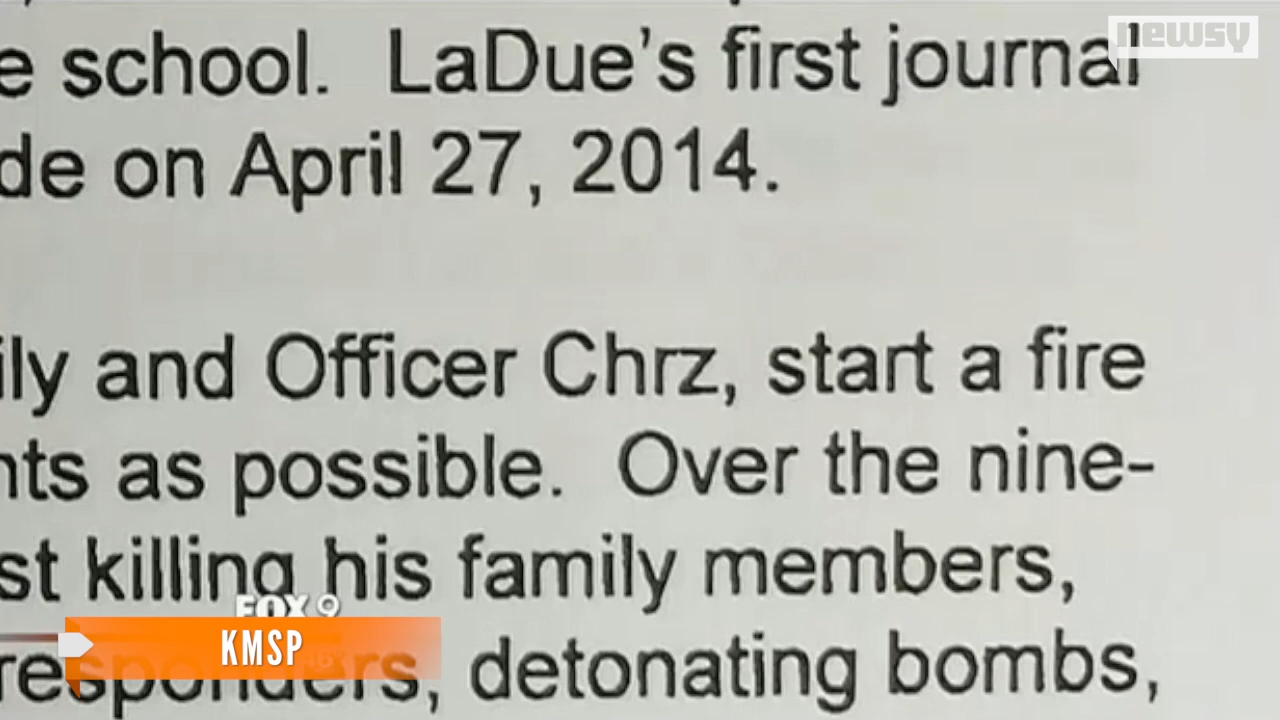 newsy
e school. LaDue's first journal
de on April 27, 2014.
ily and Officer Chrz, start a fire
nts as possible. Over the nine-
st killing his family members,
FOX 9
KMSP
responders, detonating bombs,